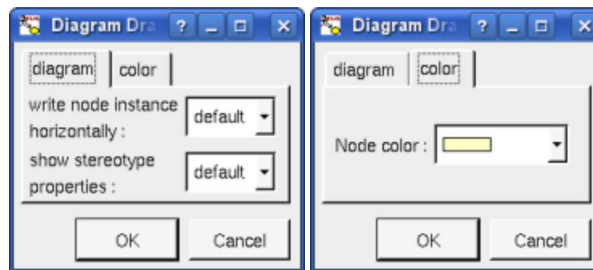 Diagram Dra
diagram color
write node instance
horizontally :
default
show stereotype
properties :
default
OK Cancel
Diagram Dra
diagram color
Node color :
OK Cancel